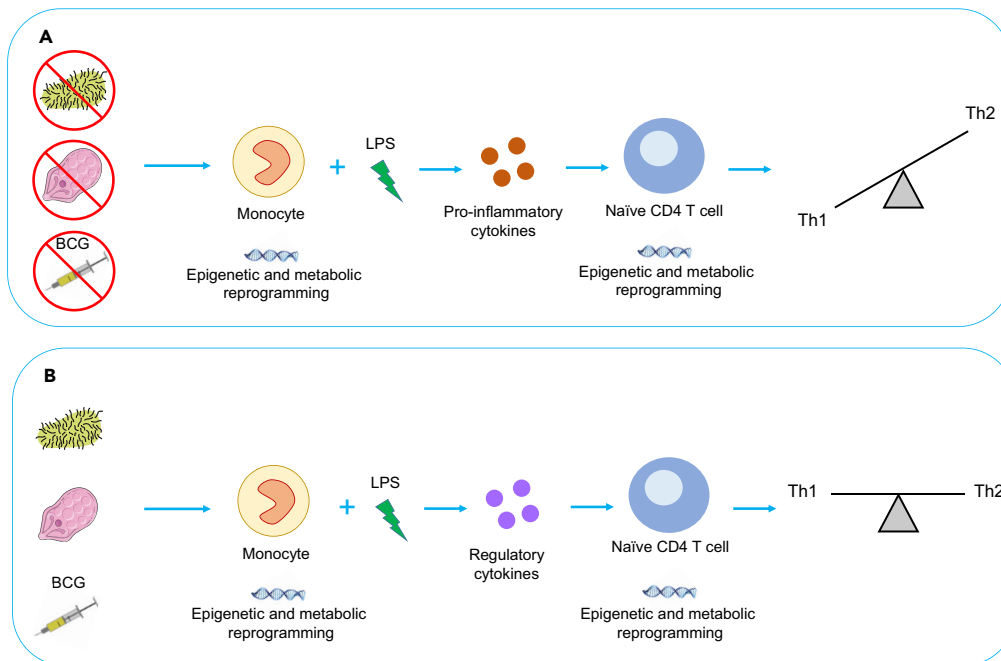 A
BCG
LPS
Monocyte
Epigenetic and metabolic
reprogramming
Pro-inflammatory
cytokines
Naïve CD4 T cell
Epigenetic and metabolic
reprogramming
Th2
Th1
B
BCG
LPS
Monocyte
Epigenetic and metabolic
reprogramming
Regulatory
cytokines
Naïve CD4 T cell
Epigenetic and metabolic
reprogramming
Th1
Th2